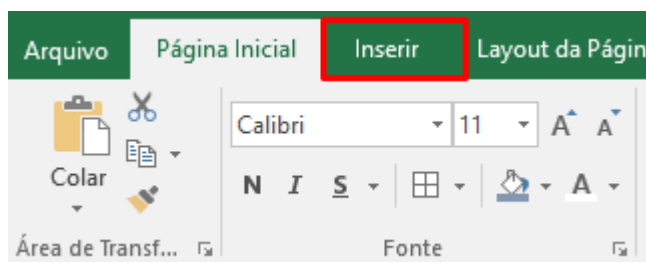 Arquivo Página Inicial Inserir Layout da Págin
Calibri 11 A A
Colar
N I S A
Área de Transf... Fonte